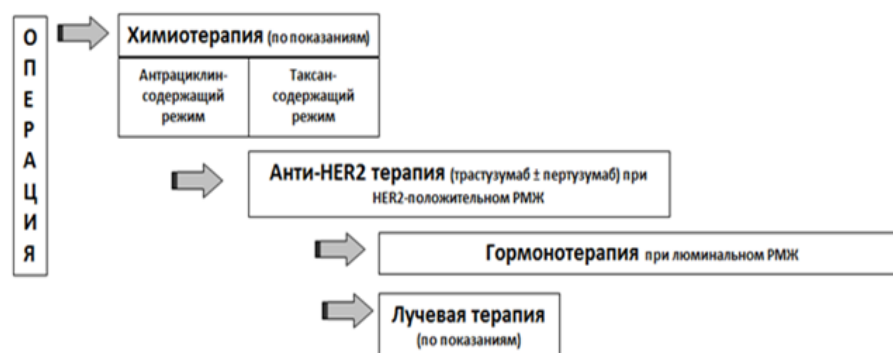 ОПЕРАЦИЯ
Химиотерапия (по показаниям)
Антрациклин-
содержащий
режим
Таксан-
содержащий
режим
Анти-HER2 терапия (трастузумаб ± пертузумаб) при
HER2-положительном РМЖ
Гормонотерапия при люминальном РМЖ
Лучевая терапия
(по показаниям)